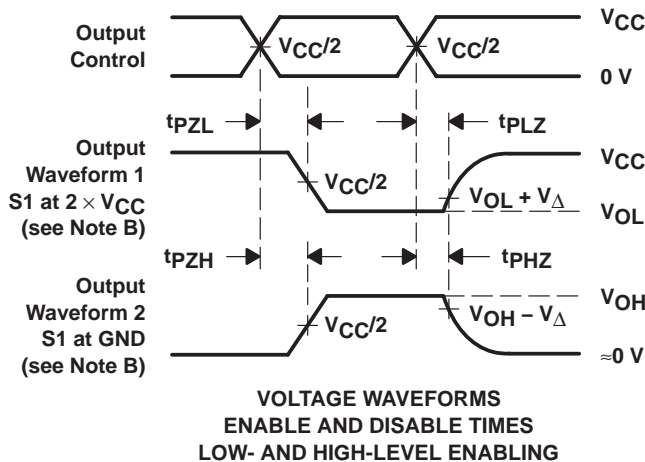 Output
Control
VCC/2
VCC/2
VCC
0 V
tPZL
tPLZ
Output
Waveform 1
S1 at 2 × VCC
(see Note B)
VCC/2
VCC
VOL + VΔ
VOL
tPZH
tPHZ
Output
Waveform 2
S1 at GND
(see Note B)
VCC/2
VOH
VOH − VΔ
≈0 V
VOLTAGE WAVEFORMS
ENABLE AND DISABLE TIMES
LOW- AND HIGH-LEVEL ENABLING